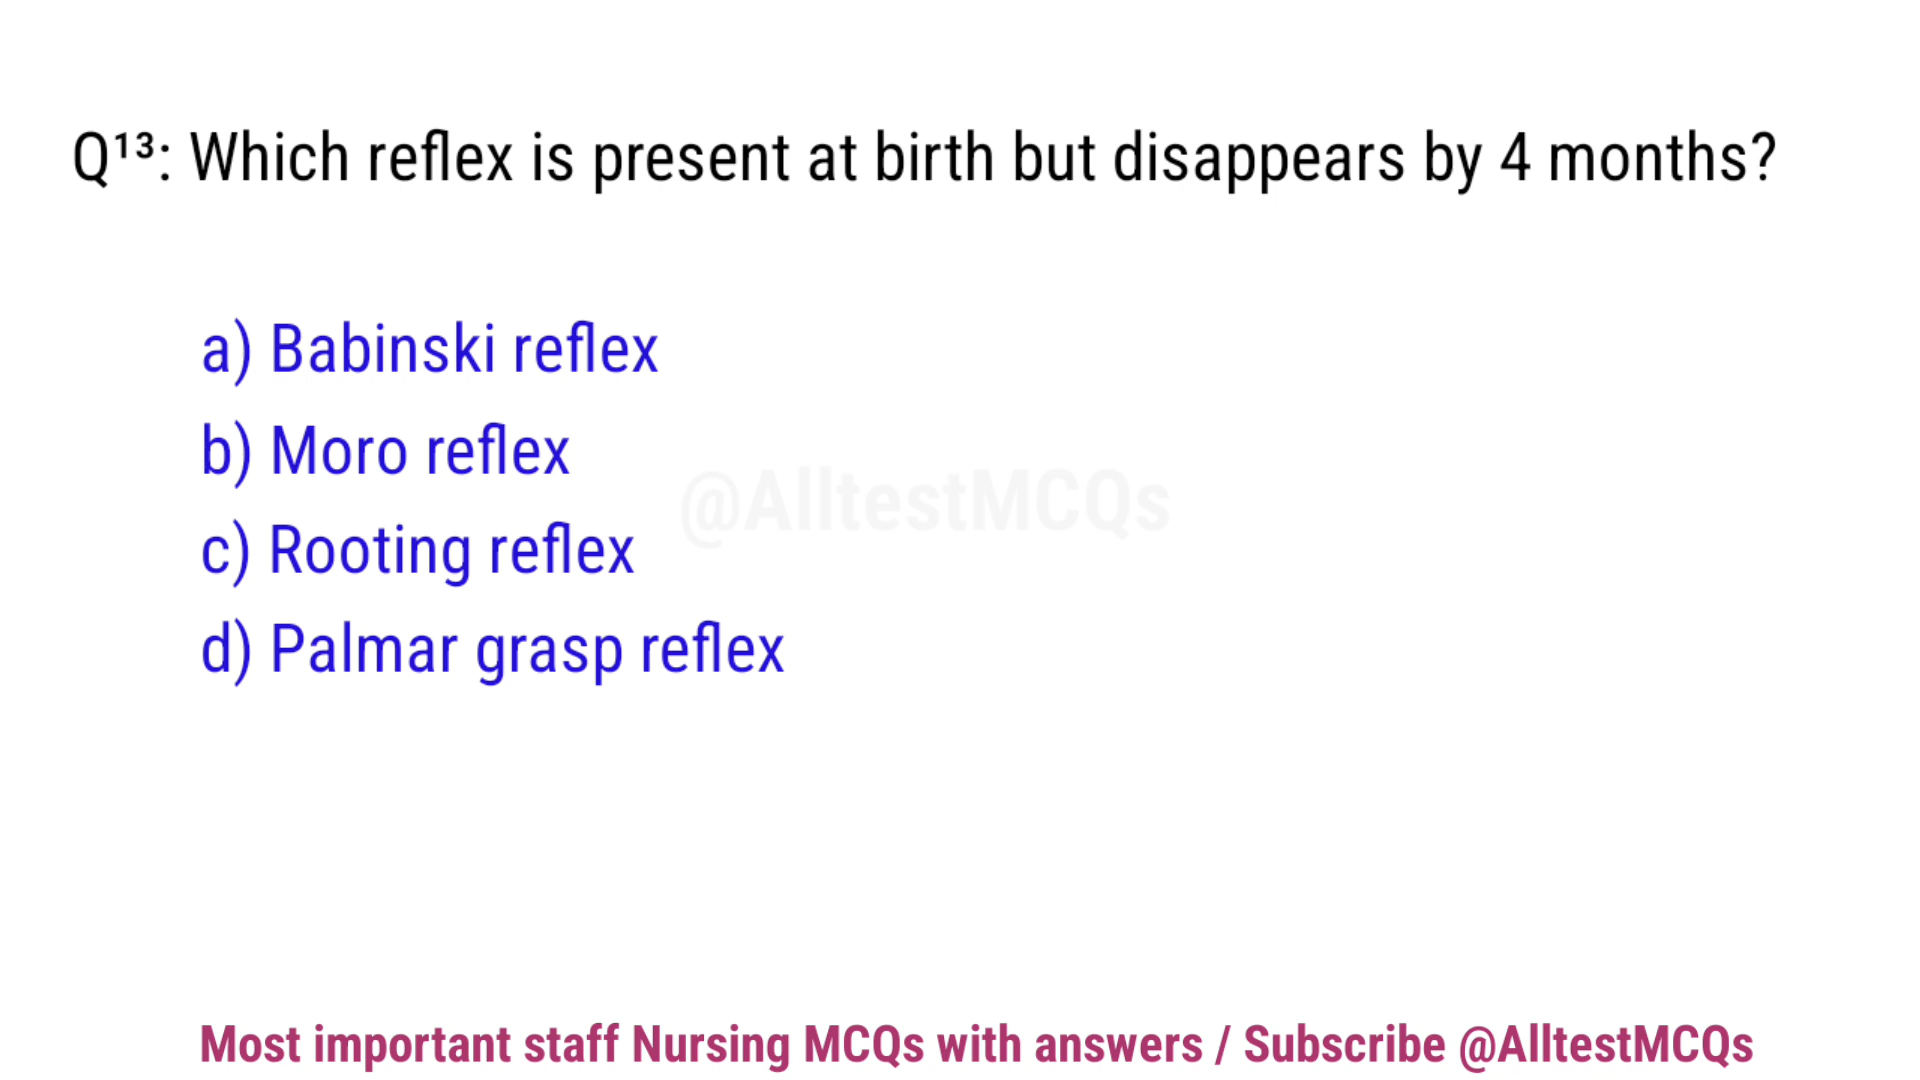 Q¹³: Which reflex is present at birth but disappears by 4 months?
a) Babinski reflex
b) Moro reflex
@AlltestMCQs
c) Rooting reflex
d) Palmar grasp reflex
Most important staff Nursing MCQs with answers / Subscribe @AlltestMCQs